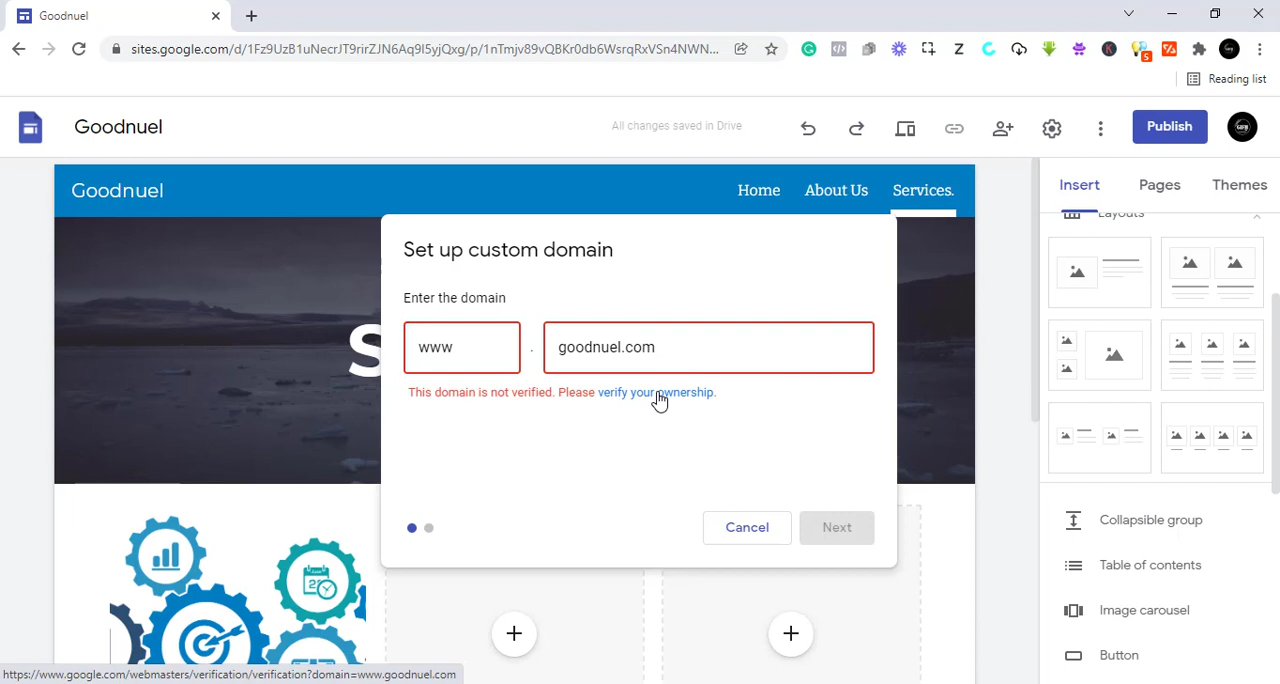 Goodnuel
sites.google.com/d/1Fz9UzB1uNecrJT9rirZJN6Aq9I5yjQxg/p/1nTmjv89vQBKr0db6WsrqRxVSn4NWN...
5
Reading list
Goodnuel
All changes saved in Drive
Publish
Goodnuel
Home
About Us
Services.
Insert
Pages
Themes
Layouts
S
Set up custom domain
Enter the domain
www
.
goodnuel.com
This domain is not verified. Please verify your ownership.
Cancel
Next
Collapsible group
Table of contents
Image carousel
Button
https://www.google.com/webmasters/verification/verification?domain=www.goodnuel.com